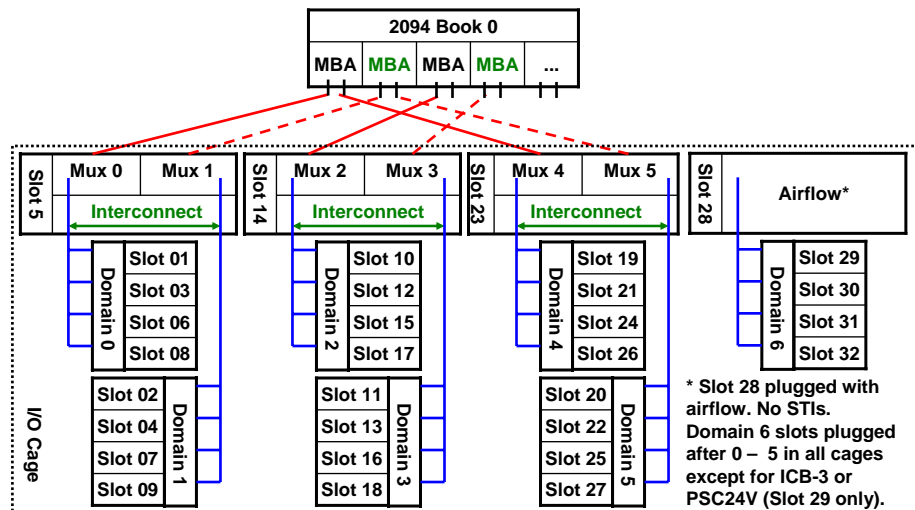 2094 Book 0
MBA MBA MBA MBA ...
Slot 5 Mux 0 Mux 1
Interconnect
Slot 14 Mux 2 Mux 3
Interconnect
Slot 23 Mux 4 Mux 5
Interconnect
Slot 28 Airflow*
Domain 0
Slot 01
Slot 03
Slot 06
Slot 08
Domain 2
Slot 10
Slot 12
Slot 15
Slot 17
Domain 4
Slot 19
Slot 21
Slot 24
Slot 26
Domain 6
Slot 29
Slot 30
Slot 31
Slot 32
I/O Cage
Slot 02
Slot 04
Slot 07
Slot 09
Domain 1
Slot 11
Slot 13
Slot 16
Slot 18
Domain 3
Slot 20
Slot 22
Slot 25
Slot 27
Domain 5
* Slot 28 plugged with
airflow. No STIs.
Domain 6 slots plugged
after 0 – 5 in all cages
except for ICB-3 or
PSC24V (Slot 29 only).